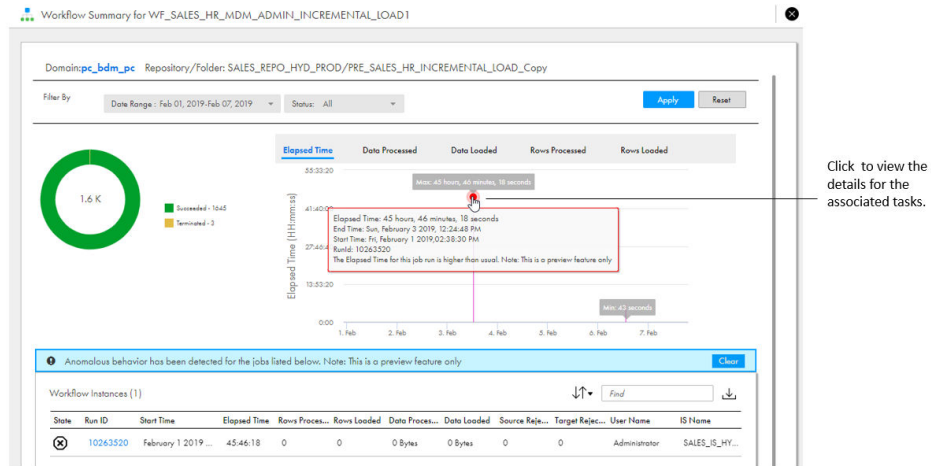 Workflow Summary for WF_SALES_HR_MDM_ADMIN_INCREMENTAL_LOAD1
Domain:pc_bdm_pc Repository/Folder: SALES_REPO_HYD_PROD/PRE_SALES_HR_INCREMENTAL_LOAD_Copy
Filter By
Date Range : Feb 01, 2019-Feb 07, 2019
Status: All
Apply
Reset
1.6 K
Succeeded - 1645
Terminated - 3
Elapsed Time
Data Processed
Data Loaded
Rows Processed
Rows Loaded
Elapsed Time (HH:mm:ss)
55:33:20
41:40:00
27:46:4
13:53:20
0:00
Max: 45 hours, 46 minutes, 18 seconds
Elapsed Time: 45 hours, 46 minutes, 18 seconds
End Time: Sun, February 3 2019, 12:24:48 PM
Start Time: Fri, February 1 2019,02:38:30 PM
RunId: 10263520
The Elapsed Time for this job run is higher than usual. Note: This is a preview feature only
Min: 43 seconds
1. Feb 2. Feb 3. Feb 4. Feb 5. Feb 6. Feb 7. Feb
Click to view the
details for the
associated tasks.
Anomalous behavior has been detected for the jobs listed below. Note: This is a preview feature only
Clear
Workflow Instances (1)
Find
State Run ID Start Time Elapsed Time Rows Proces... Rows Loaded Data Proces... Data Loaded Source Reje... Target Rejec... User Name IS Name
10263520 February 1 2019 ... 45:46:18 0 0 0 Bytes 0 Bytes 0 0 Administrator SALES_IS_HY...